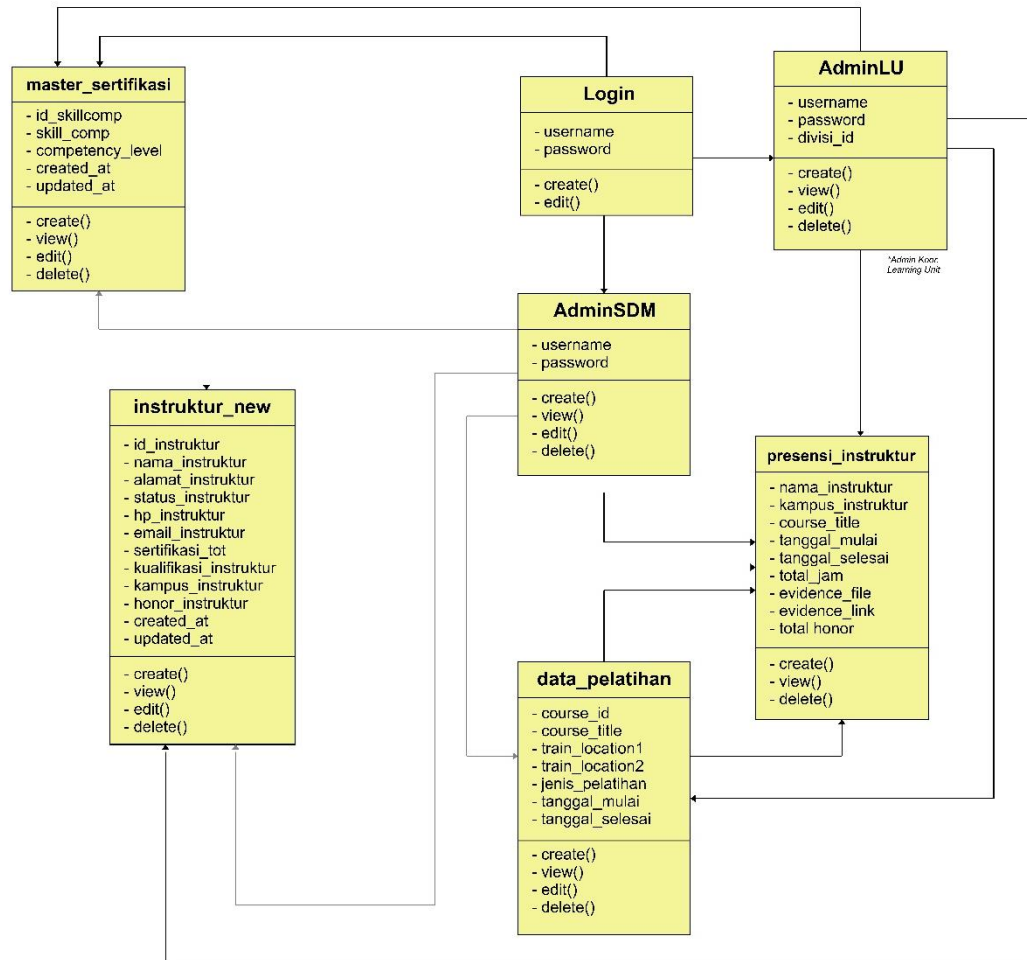 master_sertifikasi
- id_skillcomp
- skill_comp
- competency_level
- created_at
- updated_at
- create()
- view()
- edit()
- delete()
Login
- username
- password
- create()
- edit()
AdminLU
- username
- password
- divisi_id
- create()
- view()
- edit()
- delete()
*Admin Koor.
Learning Unit
AdminSDM
- username
- password
- create()
- view()
- edit()
- delete()
instruktur_new
- id_instruktur
- nama_instruktur
- alamat_instruktur
- status_instruktur
- hp_instruktur
- email_instruktur
- sertifikasi_tot
- kualifikasi_instruktur
- kampus_instruktur
- honor_instruktur
- created_at
- updated_at
- create()
- view()
- edit()
- delete()
presensi_instruktur
- nama_instruktur
- kampus_instruktur
- course_title
- tanggal_mulai
- tanggal_selesai
- total_jam
- evidence_file
- evidence_link
- total honor
- create()
- view()
- delete()
data_pelatihan
- course_id
- course_title
- train_location1
- train_location2
- jenis_pelatihan
- tanggal_mulai
- tanggal_selesai
- create()
- view()
- edit()
- delete()